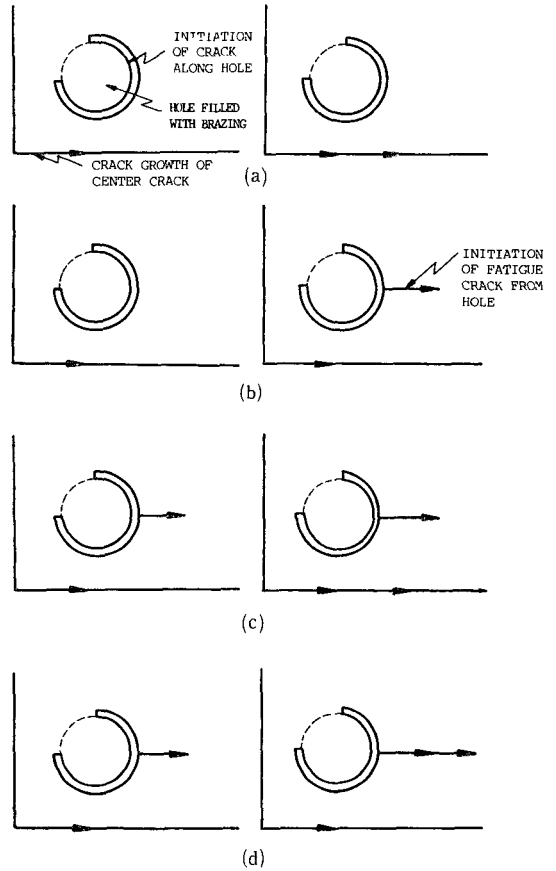 INITIATION
OF CRACK
ALONG HOLE
HOLE FILLED
WITH BRAZING
CRACK GROWTH OF
CENTER CRACK
(a)
INITIATION
OF FATIGUE
CRACK FROM
HOLE
(b)
(c)
(d)